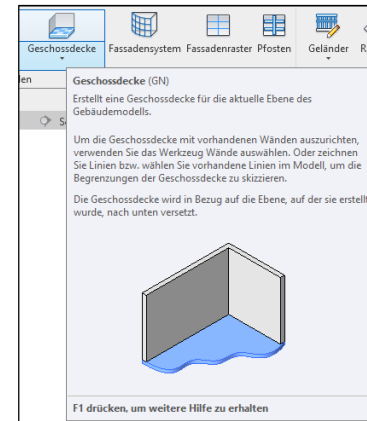 Geschossdecke Fassadensystem Fassadenraster Pfosten Geländer R
en
Geschossdecke (GN)
S
Erstellt eine Geschossdecke für die aktuelle Ebene des
Gebäudemodells.
Um die Geschossdecke mit vorhandenen Wänden auszurichten,
verwenden Sie das Werkzeug Wände auswählen. Oder zeichnen
Sie Linien bzw. wählen Sie vorhandene Linien im Modell, um die
Begrenzungen der Geschossdecke zu skizzieren.
Die Geschossdecke wird in Bezug auf die Ebene, auf der sie erstellt
wurde, nach unten versetzt.
F1 drücken, um weitere Hilfe zu erhalten